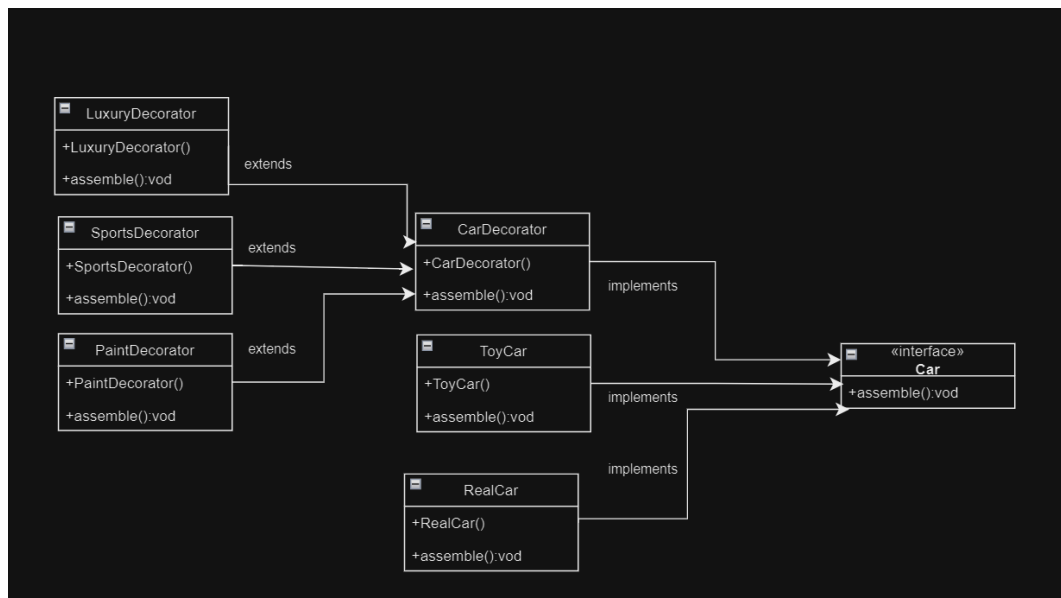 LuxuryDecorator
+LuxuryDecorator()
+assemble():vod
extends
SportsDecorator
+SportsDecorator()
+assemble():vod
extends
PaintDecorator
+PaintDecorator()
+assemble():vod
extends
CarDecorator
+CarDecorator()
+assemble():vod
implements
ToyCar
+ToyCar()
+assemble():vod
implements
RealCar
+RealCar()
+assemble():vod
implements
«interface»
Car
+assemble():vod